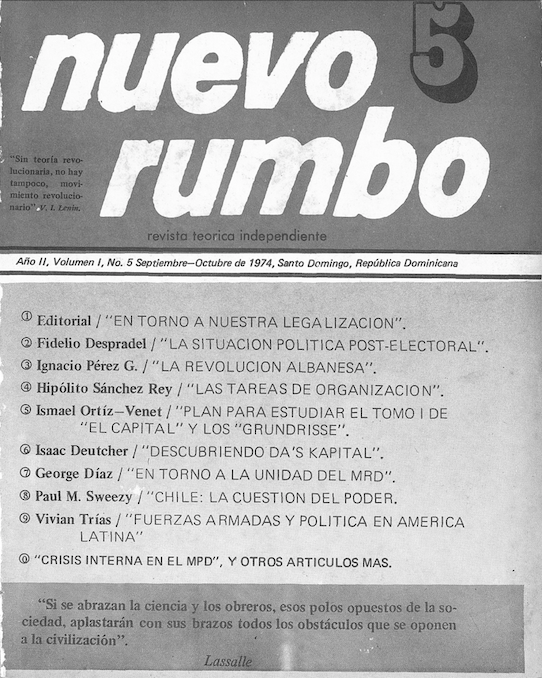 nuevo 5
rumbo
"Sin teoría revo-
lucionaria, no hay
tampoco, movi-
miento revolucio-
nario" V. I. Lenin.
revista teorica independiente
Año II, Volumen I, No. 5 Septiembre—Octubre de 1974, Santo Domingo, República Dominicana
① Editorial / "EN TORNO A NUESTRA LEGALIZACION".
② Fidelio Despradel / "LA SITUACION POLITICA POST-ELECTORAL".
③ Ignacio Pérez G. / "LA REVOLUCION ALBANESA".
④ Hipólito Sánchez Rey / "LAS TAREAS DE ORGANIZACION".
⑤ Ismael Ortíz—Venet / "PLAN PARA ESTUDIAR EL TOMO I DE
"EL CAPITAL" Y LOS "GRUNDRISSE".
⑥ Isaac Deutcher / "DESCUBRIENDO DA'S KAPITAL".
⑦ George Díaz / "EN TORNO A LA UNIDAD DEL MRD".
⑧ Paul M. Sweezy / "CHILE: LA CUESTION DEL PODER.
⑨ Vivian Trías / "FUERZAS ARMADAS Y POLITICA EN AMERICA
LATINA"
⓪ "CRISIS INTERNA EN EL MPD", Y OTROS ARTICULOS MAS.
"Si se abrazan la ciencia y los obreros, esos polos opuestos de la so-
ciedad, aplastarán con sus brazos todos los obstáculos que se oponen
a la civilización".
Lassalle